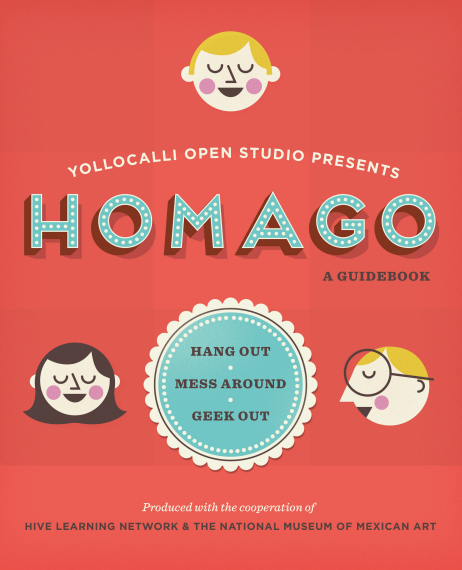 YOLLOCALLI OPEN STUDIO PRESENTS
HOMAGO
A GUIDEBOOK
HANG OUT
MESS AROUND
GEEK OUT
Produced with the cooperation of
HIVE LEARNING NETWORK & THE NATIONAL MUSEUM OF MEXICAN ART